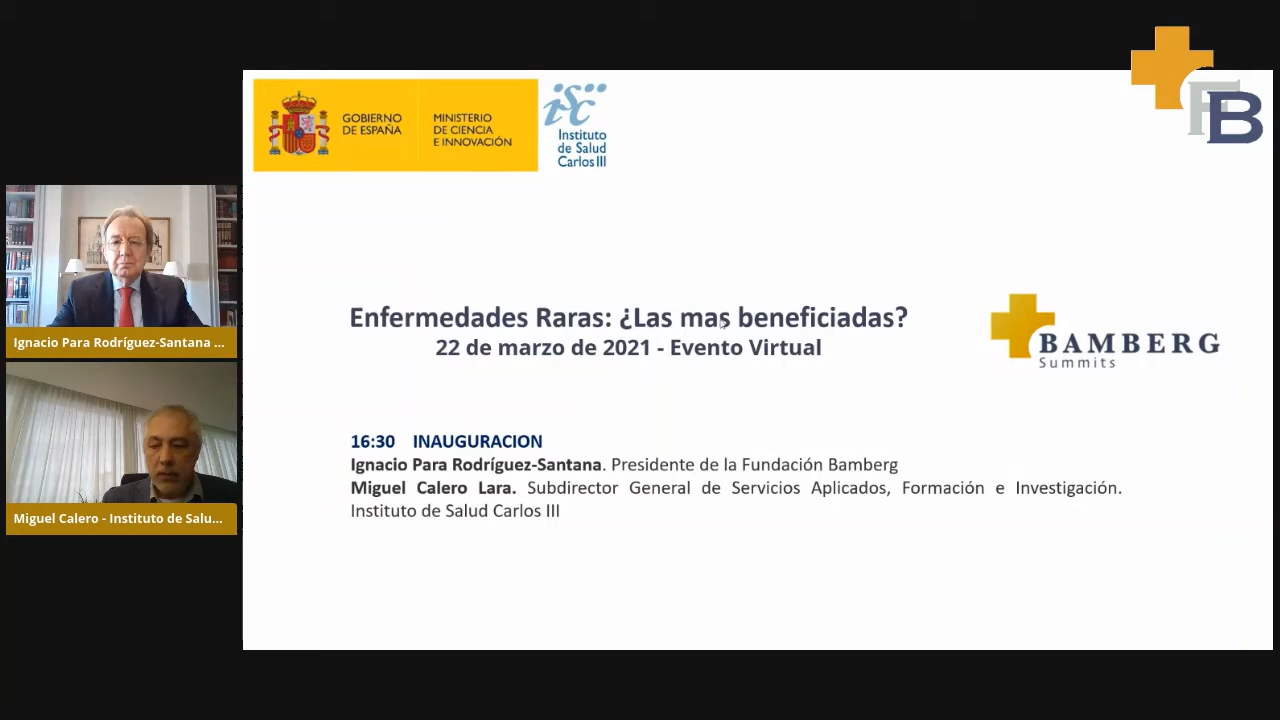 GOBIERNO
DE ESPAÑA
MINISTERIO
DE CIENCIA
E INNOVACIÓN
isc
Instituto
de Salud
Carlos III
FB
Ignacio Para Rodríguez-Santana ...
Miguel Calero - Instituto de Salu...
Enfermedades Raras: ¿Las mas beneficiadas?
22 de marzo de 2021 - Evento Virtual
BAMBERG
Summits
16:30 INAUGURACION
Ignacio Para Rodríguez-Santana. Presidente de la Fundación Bamberg
Miguel Calero Lara. Subdirector General de Servicios Aplicados, Formación e Investigación.
Instituto de Salud Carlos III